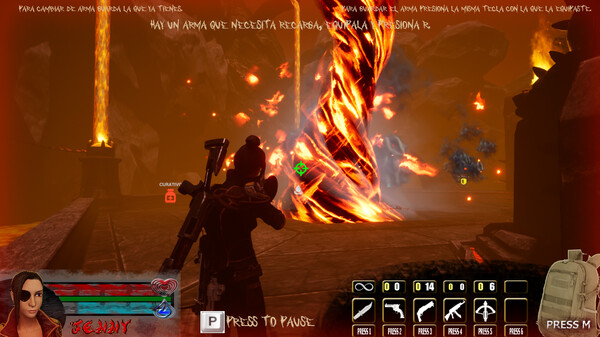 PARA CAMBIAR DE ARMA GUARDA LA QUE YA TIENES.
PARA GUARDAR EL ARMA PRESIONA LA MISMA TECLA CON LA QUE LA EQUIPASTE.
HAY UN ARMA QUE NECESITA RECARGA, EQUIPALA Y PRESIONA R.
CURATIVO
JENNY
P PRESS TO PAUSE
0 0 0 14 0 0 0 6
PRESS 1 PRESS 2 PRESS 3 PRESS 4 PRESS 5 PRESS 6
PRESS M